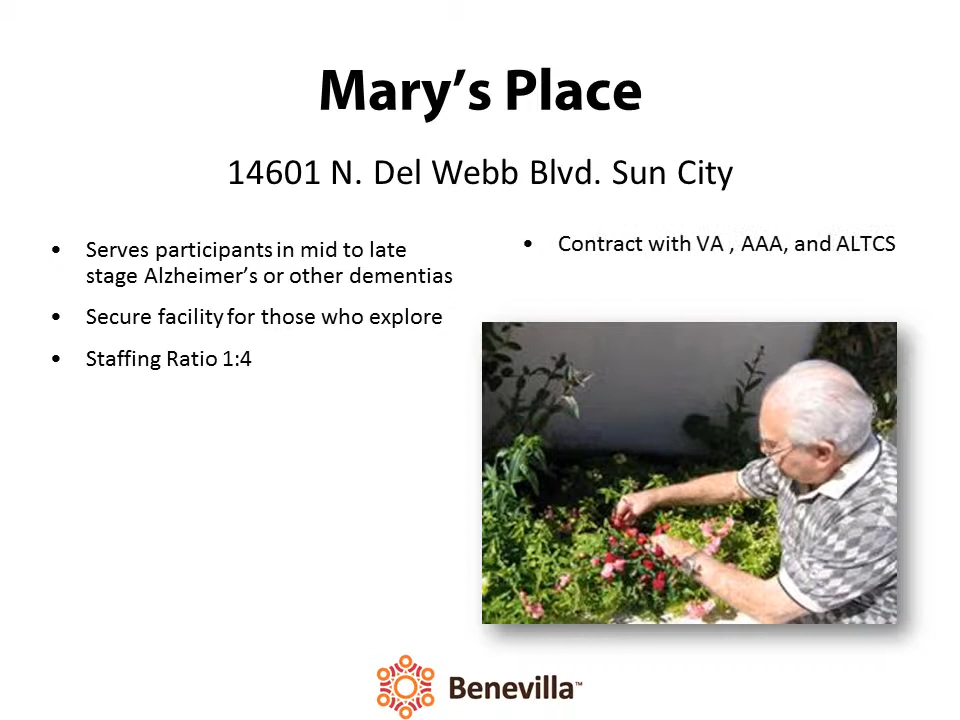 Mary’s Place
14601 N. Del Webb Blvd. Sun City
• Serves participants in mid to late
stage Alzheimer’s or other dementias
• Secure facility for those who explore
• Staffing Ratio 1:4
• Contract with VA , AAA, and ALTCS
Benevilla™